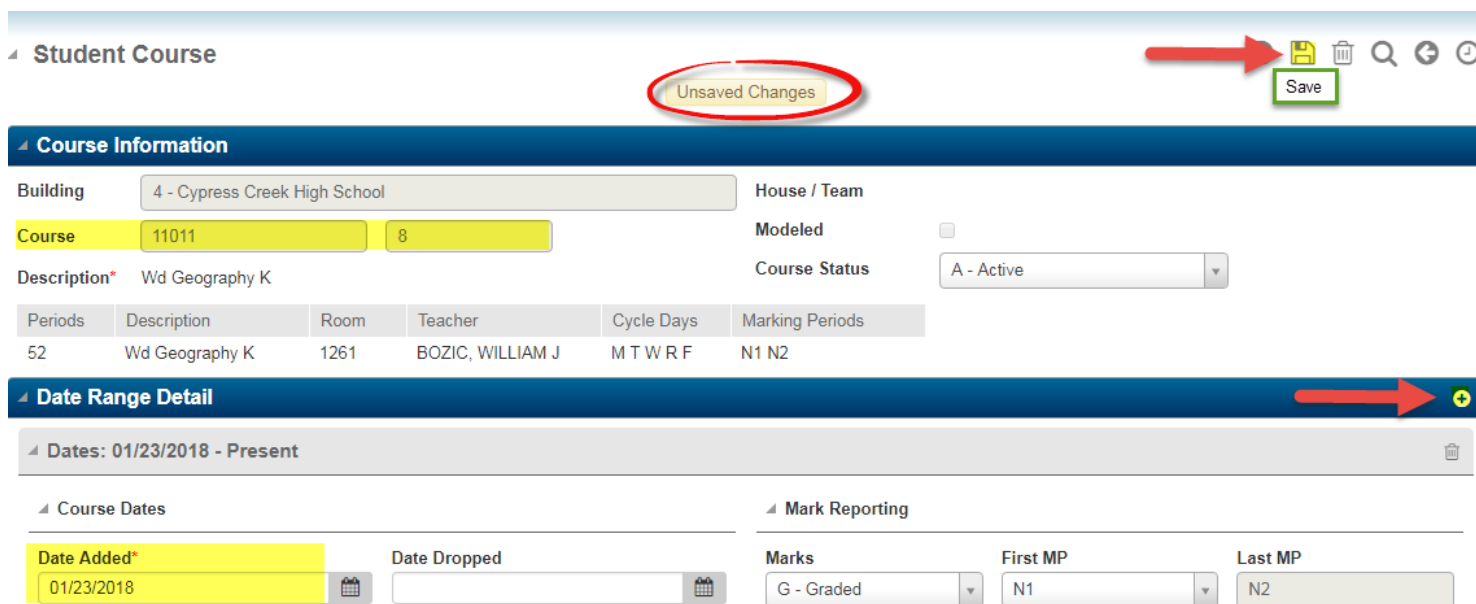 Student Course
Unsaved Changes
Save
Course Information
Building 4 - Cypress Creek High School House / Team
Course 11011 8 Modeled
Description* Wd Geography K Course Status A - Active
Periods Description Room Teacher Cycle Days Marking Periods
52 Wd Geography K 1261 BOZIC, WILLIAM J M T W R F N1 N2
Date Range Detail
Dates: 01/23/2018 - Present
Course Dates Mark Reporting
Date Added* Date Dropped Marks First MP Last MP
01/23/2018 G - Graded N1 N2